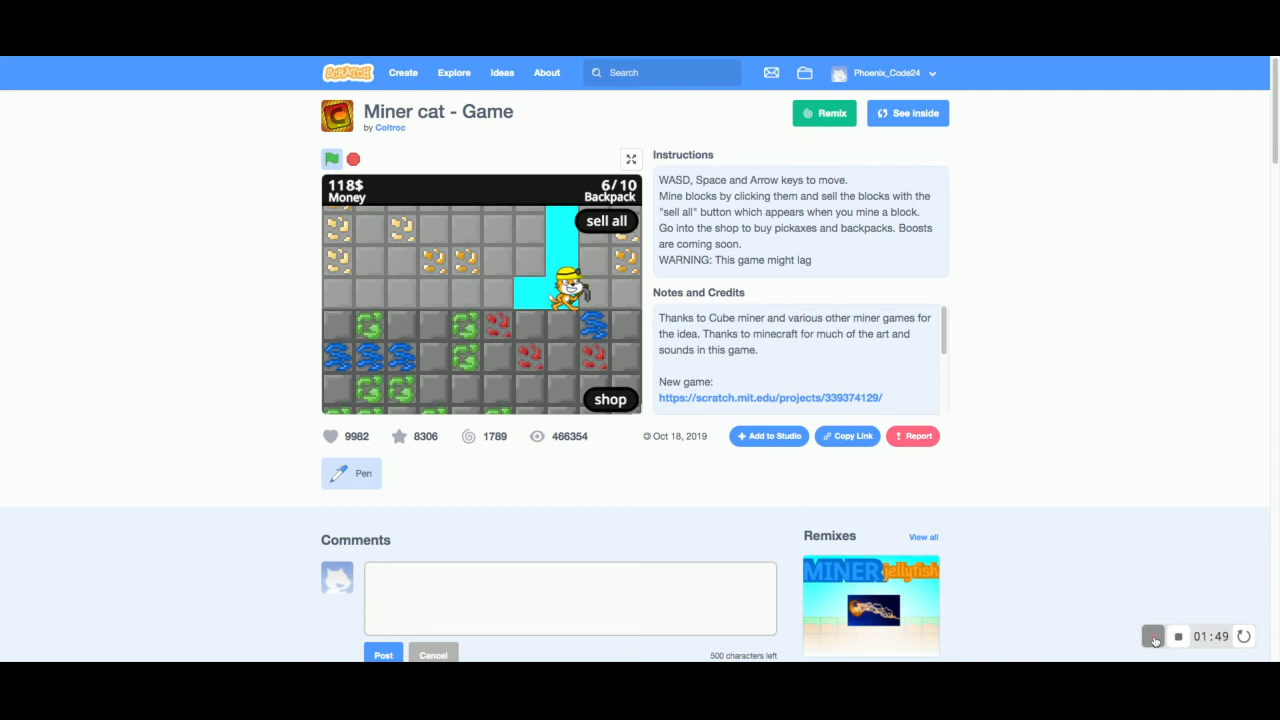 SCRATCH Create Explore Ideas About Search Phoenix_Code24
Miner cat - Game
by Coltroc
Remix See inside
Instructions
118$
Money
6/10
Backpack
sell all
shop
WASD, Space and Arrow keys to move.
Mine blocks by clicking them and sell the blocks with the
"sell all" button which appears when you mine a block.
Go into the shop to buy pickaxes and backpacks. Boosts
are coming soon.
WARNING: This game might lag
Notes and Credits
Thanks to Cube miner and various other miner games for
the idea. Thanks to minecraft for much of the art and
sounds in this game.
New game:
https://scratch.mit.edu/projects/339374129/
9982 8306 1789 466354 © Oct 18, 2019 Add to Studio Copy Link Report
Pen
Comments
Post Cancel 500 characters left
Remixes View all
MINER jellyfish
01:49